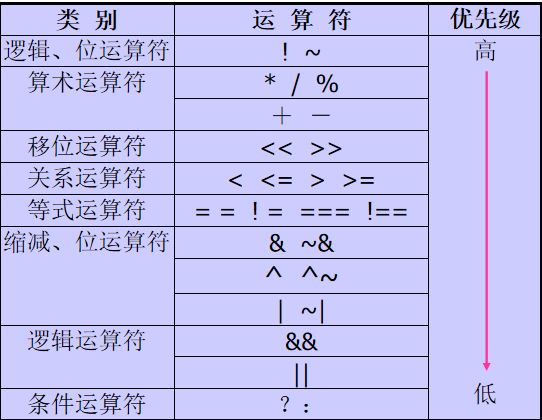 类 别 运 算 符 优先级
逻辑、位运算符 ! ~ 高
算术运算符 * / %
＋ －
移位运算符 << >>
关系运算符 < <= > >=
等式运算符 = = ! = === !==
缩减、位运算符 & ~&
^ ^~
| ~|
逻辑运算符 &&
||
条件运算符 ? : 低